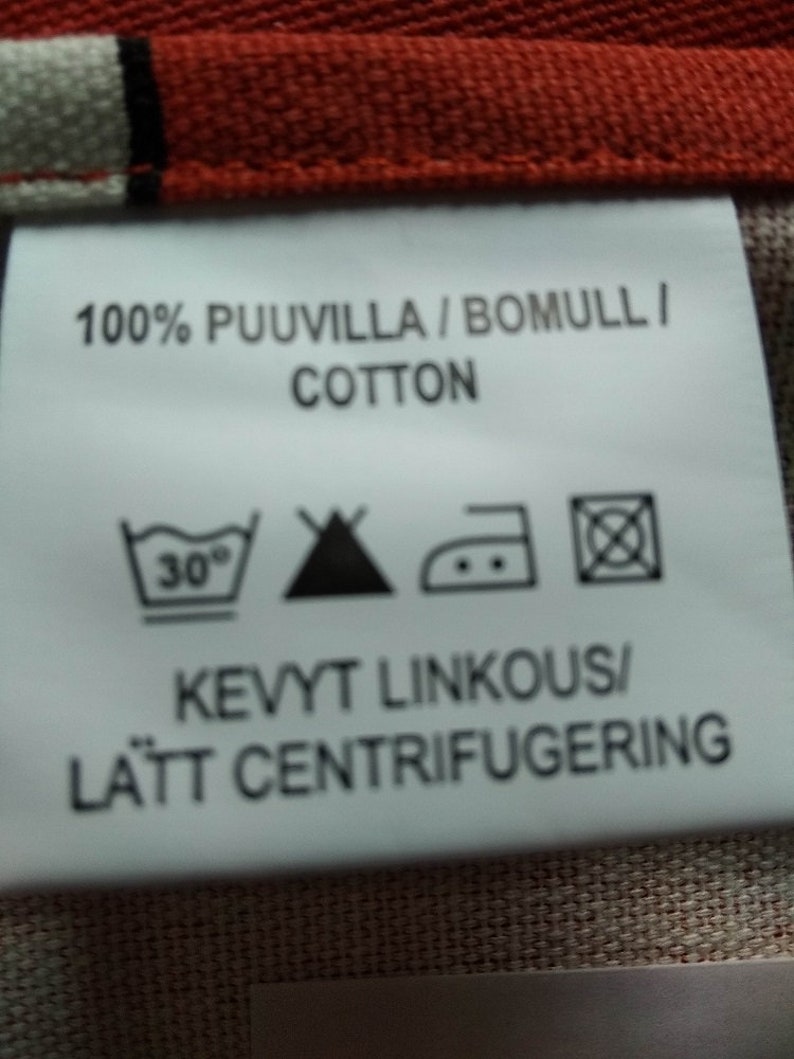 100% PUUVILLA / BOMULL /
COTTON
30°
KEVYT LINKOUS/
LÄTT CENTRIFUGERING